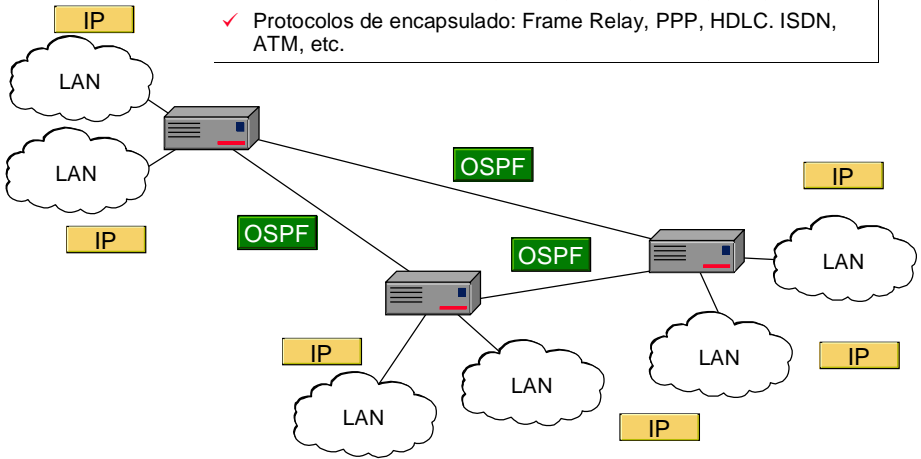 IP
✓ Protocolos de encapsulado: Frame Relay, PPP, HDLC. ISDN,
ATM, etc.
LAN
LAN
OSPF
IP
IP
OSPF
OSPF
LAN
IP
LAN
IP
LAN
LAN
IP